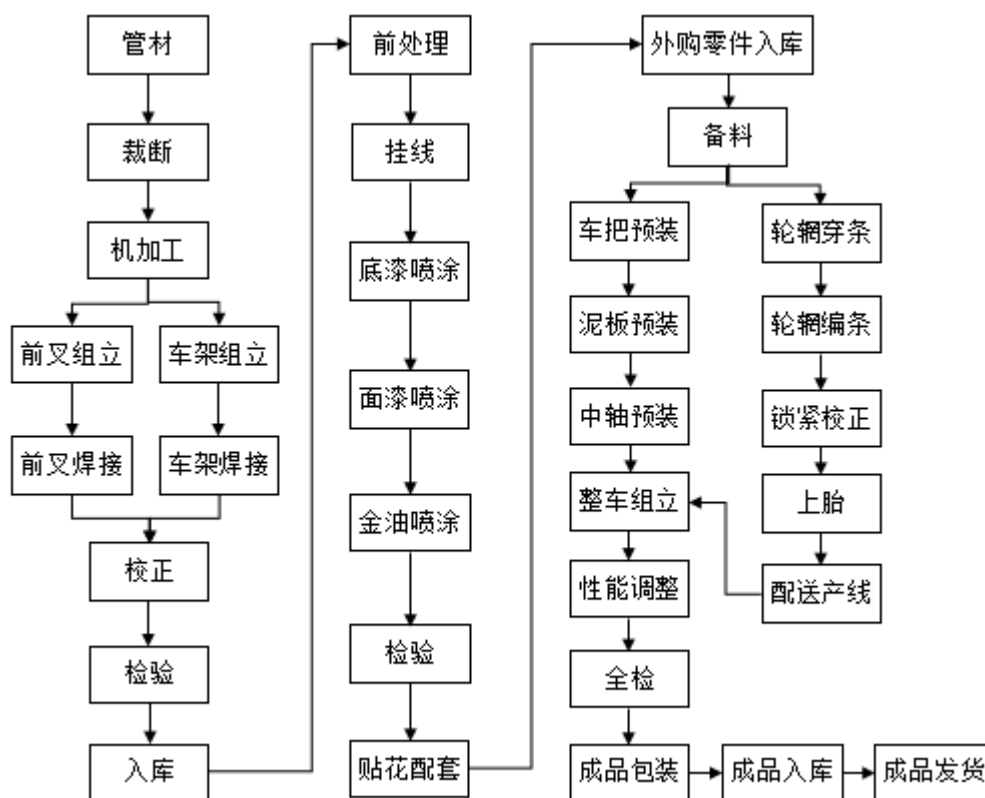 管材
裁断
机加工
前叉组立
车架组立
前叉焊接
车架焊接
校正
检验
入库
前处理
挂线
底漆喷涂
面漆喷涂
金油喷涂
检验
贴花配套
外购零件入库
备料
车把预装
轮辋穿条
泥板预装
轮辋编条
中轴预装
锁紧校正
整车组立
上胎
性能调整
配送产线
全检
成品包装
成品入库
成品发货